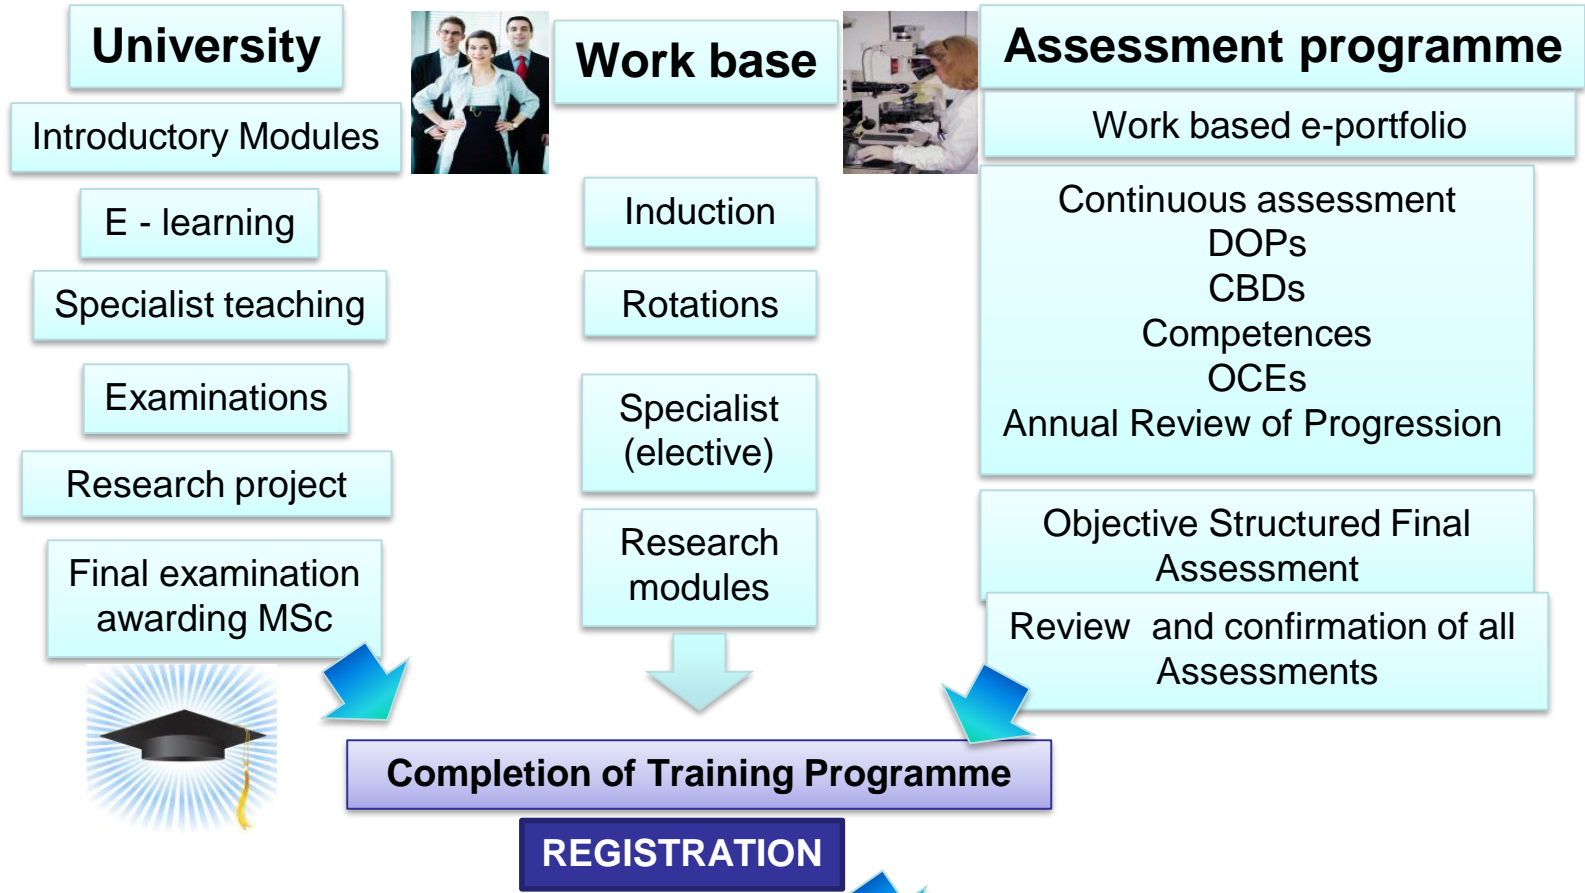 University
Introductory Modules
E - learning
Specialist teaching
Examinations
Research project
Final examination
awarding MSc
Work base
Induction
Rotations
Specialist
(elective)
Research
modules
Assessment programme
Work based e-portfolio
Continuous assessment
DOPs
CBDs
Competences
OCEs
Annual Review of Progression
Objective Structured Final
Assessment
Review  and confirmation of all
Assessments
Completion of Training Programme
REGISTRATION